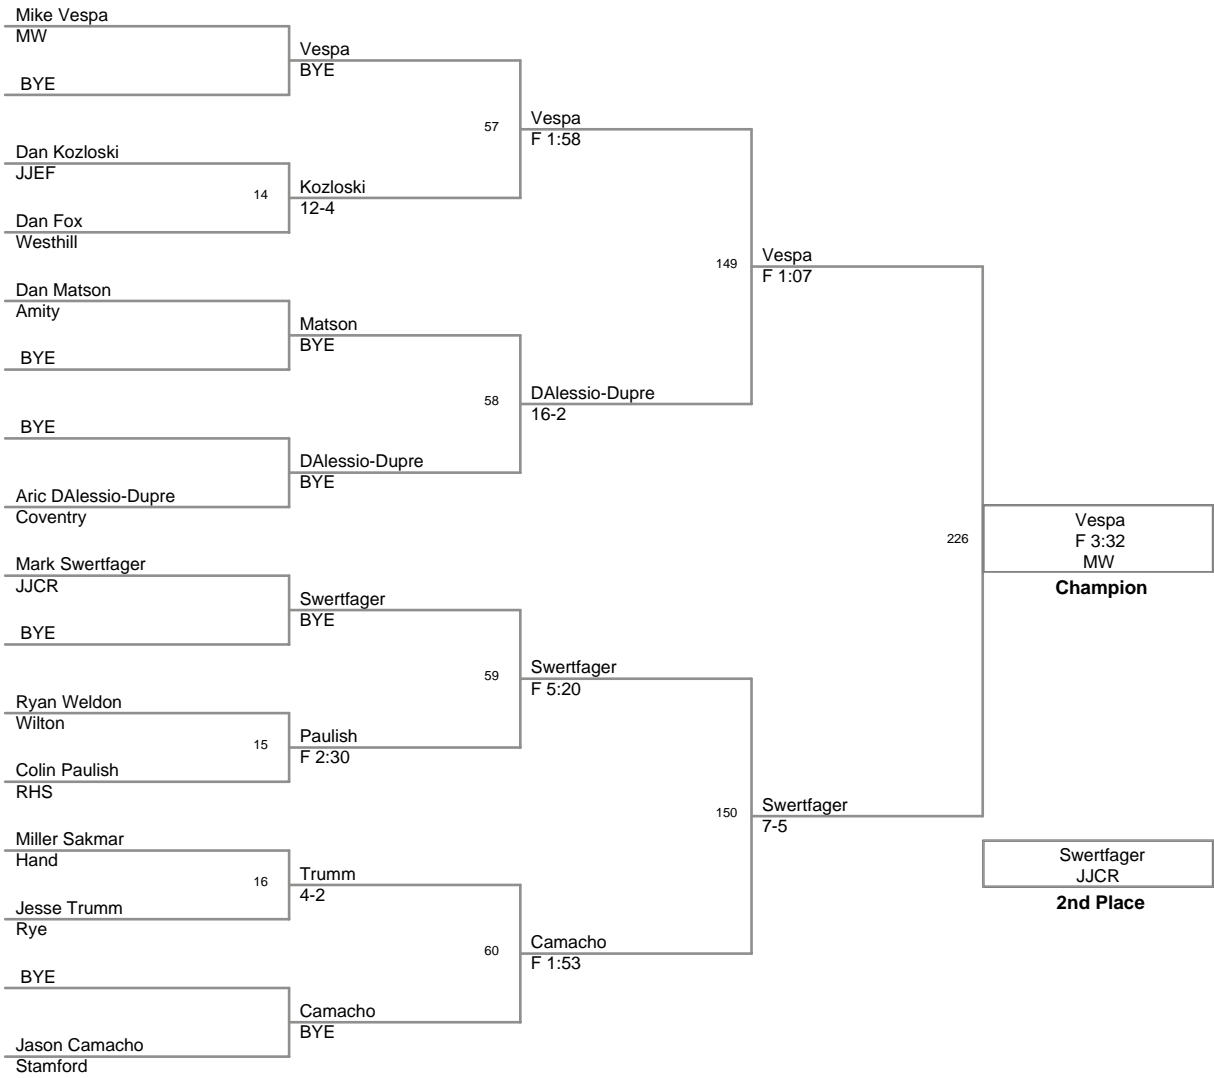 Mike Vespa
MW
BYE
Dan Kozloski
JJEF
Dan Fox
Westhill
Dan Matson
Amity
BYE
BYE
Aric DAlessio-Dupre
Coventry
Mark Swertfager
JJCR
BYE
Ryan Weldon
Wilton
Colin Paulish
RHS
Miller Sakmar
Hand
Jesse Trumm
Rye
BYE
Jason Camacho
Stamford
Vespa
BYE
14
Kozloski
12-4
Matson
BYE
DAlessio-Dupre
BYE
Swertfager
BYE
15
Paulish
F 2:30
16
Trumm
4-2
Camacho
BYE
57
Vespa
F 1:58
58
DAlessio-Dupre
16-2
59
Swertfager
F 5:20
60
Camacho
F 1:53
149
Vespa
F 1:07
150
Swertfager
7-5
226
Vespa
F 3:32
MW
Champion
Swertfager
JJCR
2nd Place